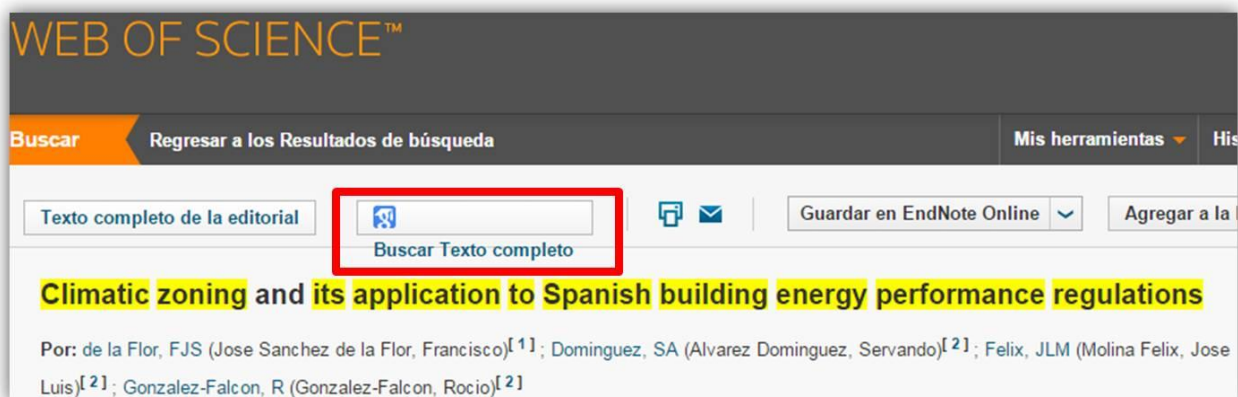 WEB OF SCIENCE™
Buscar Regresar a los Resultados de búsqueda Mis herramientas
Texto completo de la editorial Buscar Texto completo Guardar en EndNote Online Agregar a la
Climatic zoning and its application to Spanish building energy performance regulations
Por: de la Flor, FJS (Jose Sanchez de la Flor, Francisco)[ 1 ] ; Dominguez, SA (Alvarez Dominguez, Servando)[ 2 ] ; Felix, JLM (Molina Felix, Jose
Luis)[ 2 ] ; Gonzalez-Falcon, R (Gonzalez-Falcon, Rocio)[ 2 ]